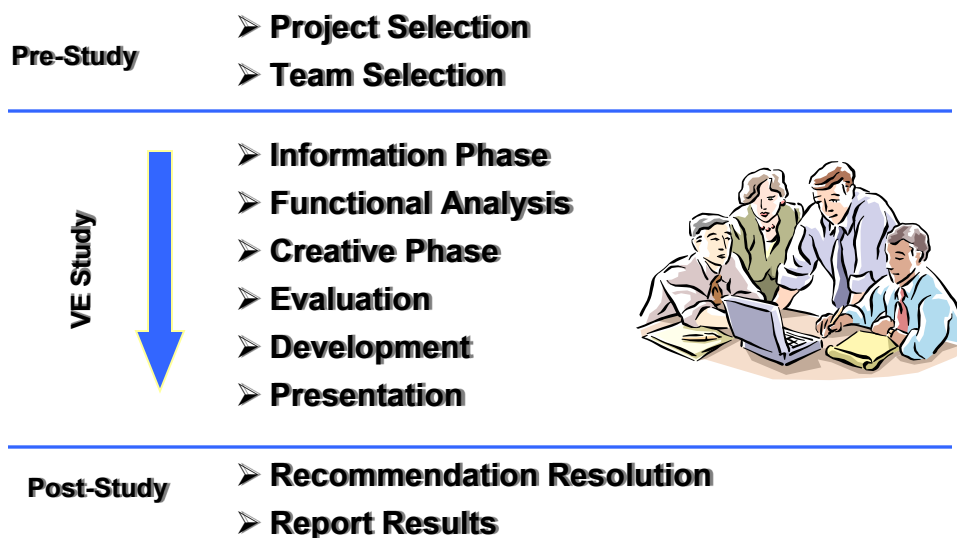 Pre-Study
➢ Project Selection
➢ Team Selection
VE Study
➢ Information Phase
➢ Functional Analysis
➢ Creative Phase
➢ Evaluation
➢ Development
➢ Presentation
Post-Study
➢ Recommendation Resolution
➢ Report Results